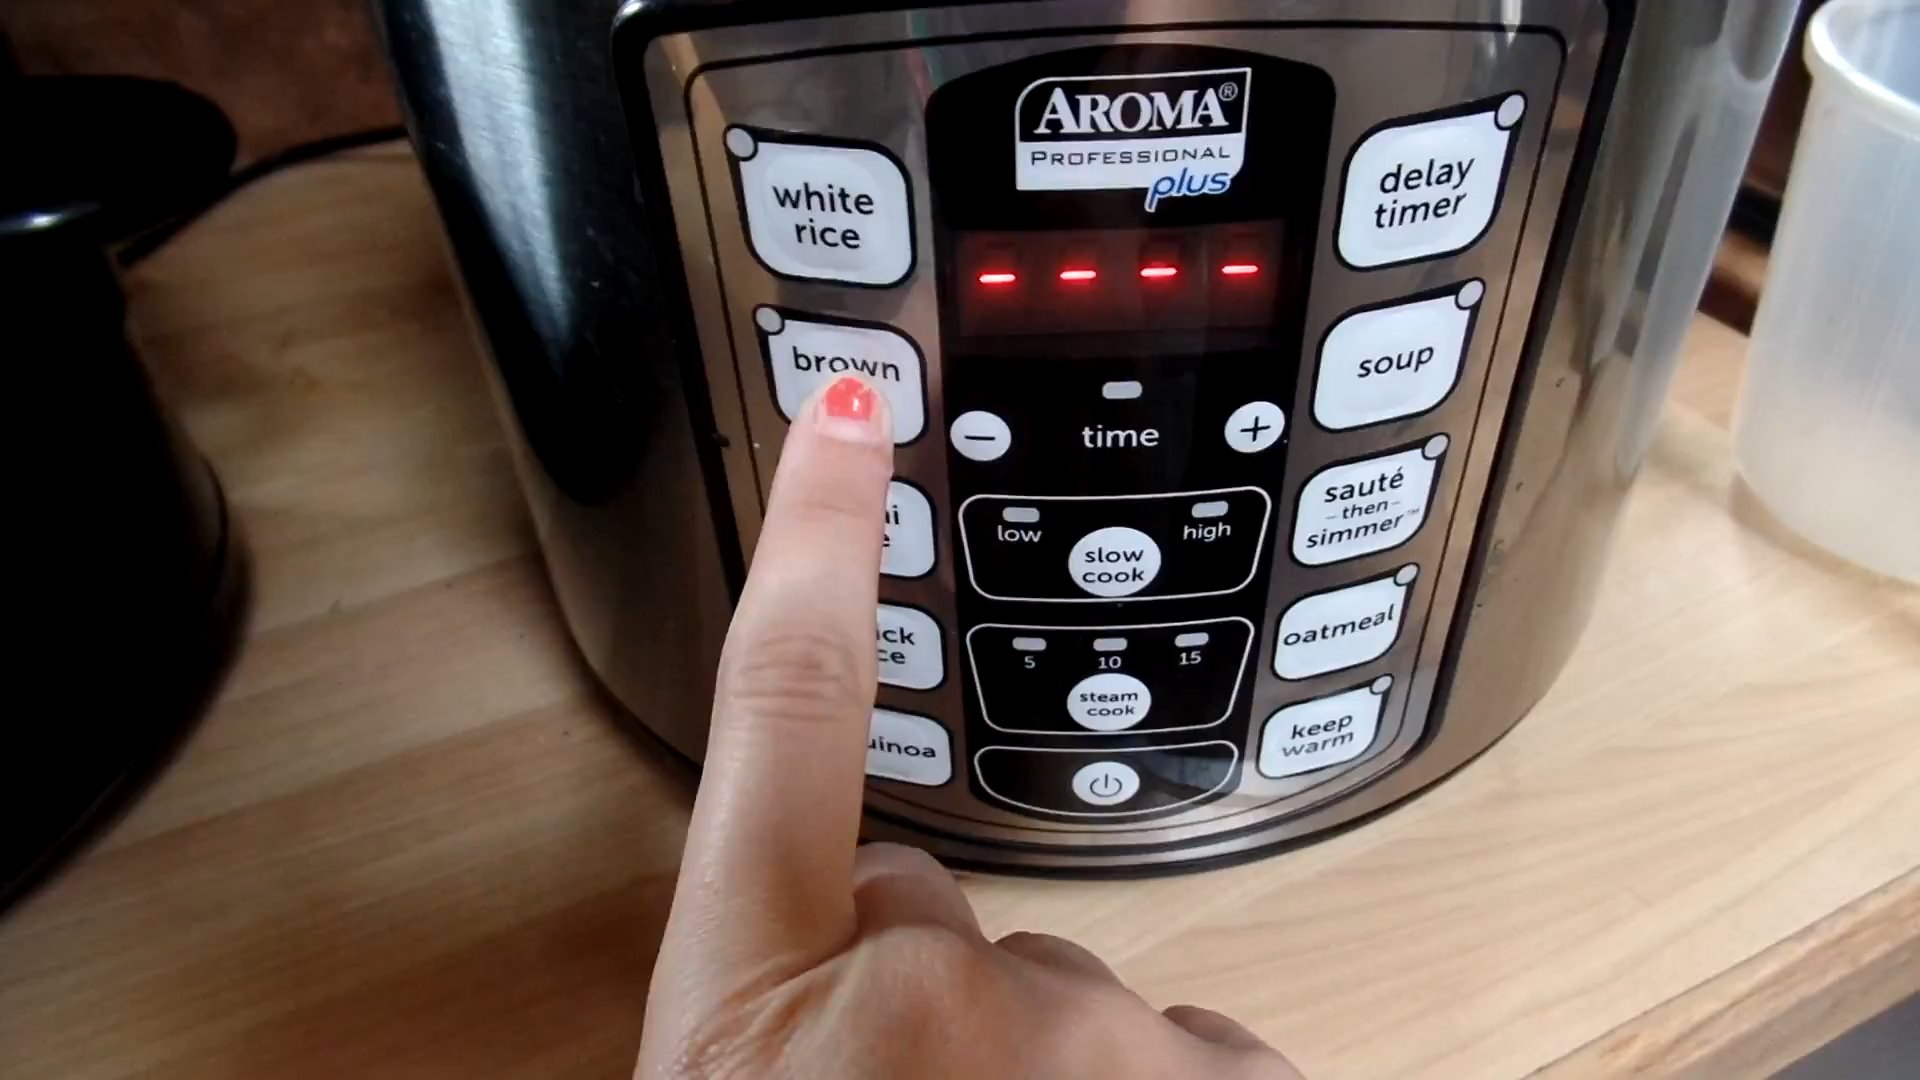 AROMA®
PROFESSIONAL
plus
white
rice
brown
delay
timer
soup
− time +
sauté
-then-
simmer™
low
high
slow
cook
oatmeal
5 10 15
steam
cook
keep
warm